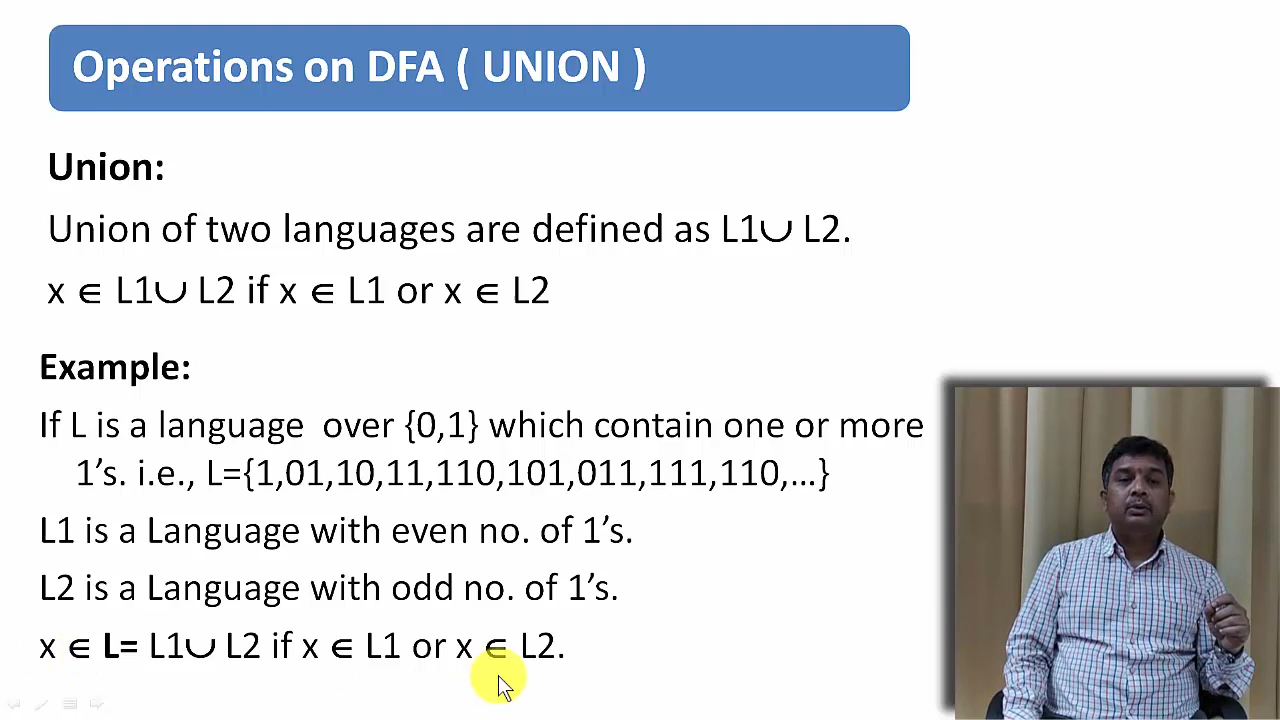 Operations on DFA ( UNION )
Union:
Union of two languages are defined as L1∪ L2.
x ∈ L1∪ L2 if x ∈ L1 or x ∈ L2
Example:
If L is a language over {0,1} which contain one or more
1’s. i.e., L={1,01,10,11,110,101,011,111,110,…}
L1 is a Language with even no. of 1’s.
L2 is a Language with odd no. of 1’s.
x ∈ L= L1∪ L2 if x ∈ L1 or x ∈ L2.